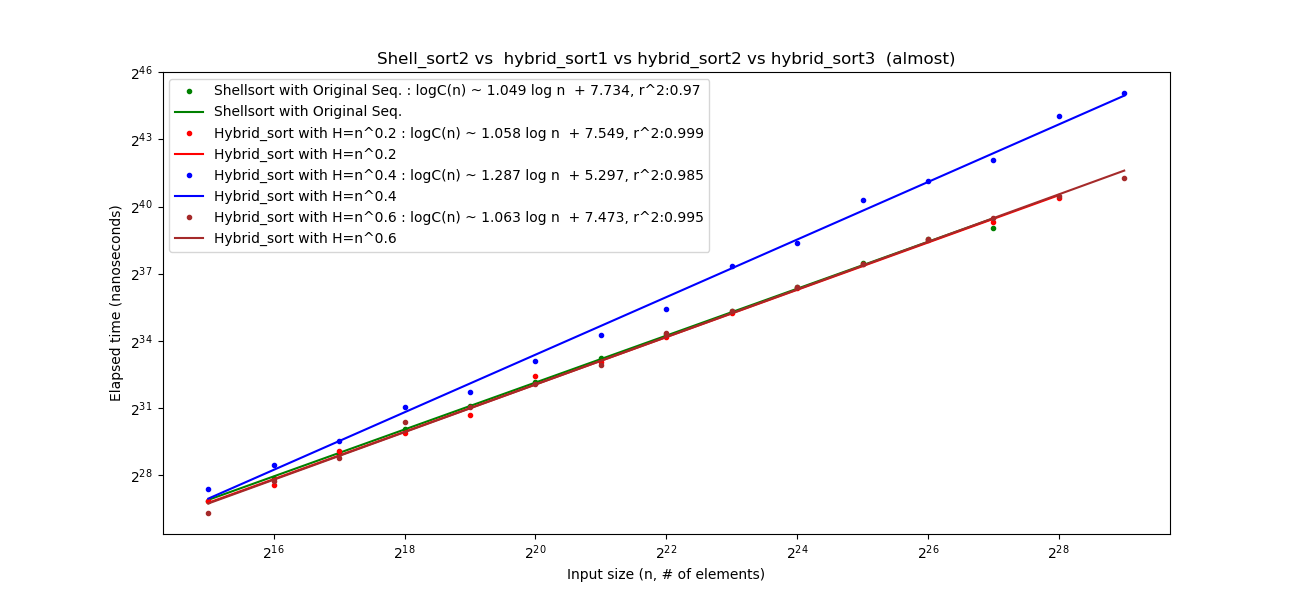 Shell_sort2 vs  hybrid_sort1 vs hybrid_sort2 vs hybrid_sort3  (almost)
Shellsort with Original Seq. : logC(n) ~ 1.049 log n  + 7.734, r^2:0.97
Shellsort with Original Seq.
Hybrid_sort with H=n^0.2 : logC(n) ~ 1.058 log n  + 7.549, r^2:0.999
Hybrid_sort with H=n^0.2
Hybrid_sort with H=n^0.4 : logC(n) ~ 1.287 log n  + 5.297, r^2:0.985
Hybrid_sort with H=n^0.4
Hybrid_sort with H=n^0.6 : logC(n) ~ 1.063 log n  + 7.473, r^2:0.995
Hybrid_sort with H=n^0.6
Elapsed time (nanoseconds)
2^46
2^43
2^40
2^37
2^34
2^31
2^28
2^16 2^18 2^20 2^22 2^24 2^26 2^28
Input size (n, # of elements)